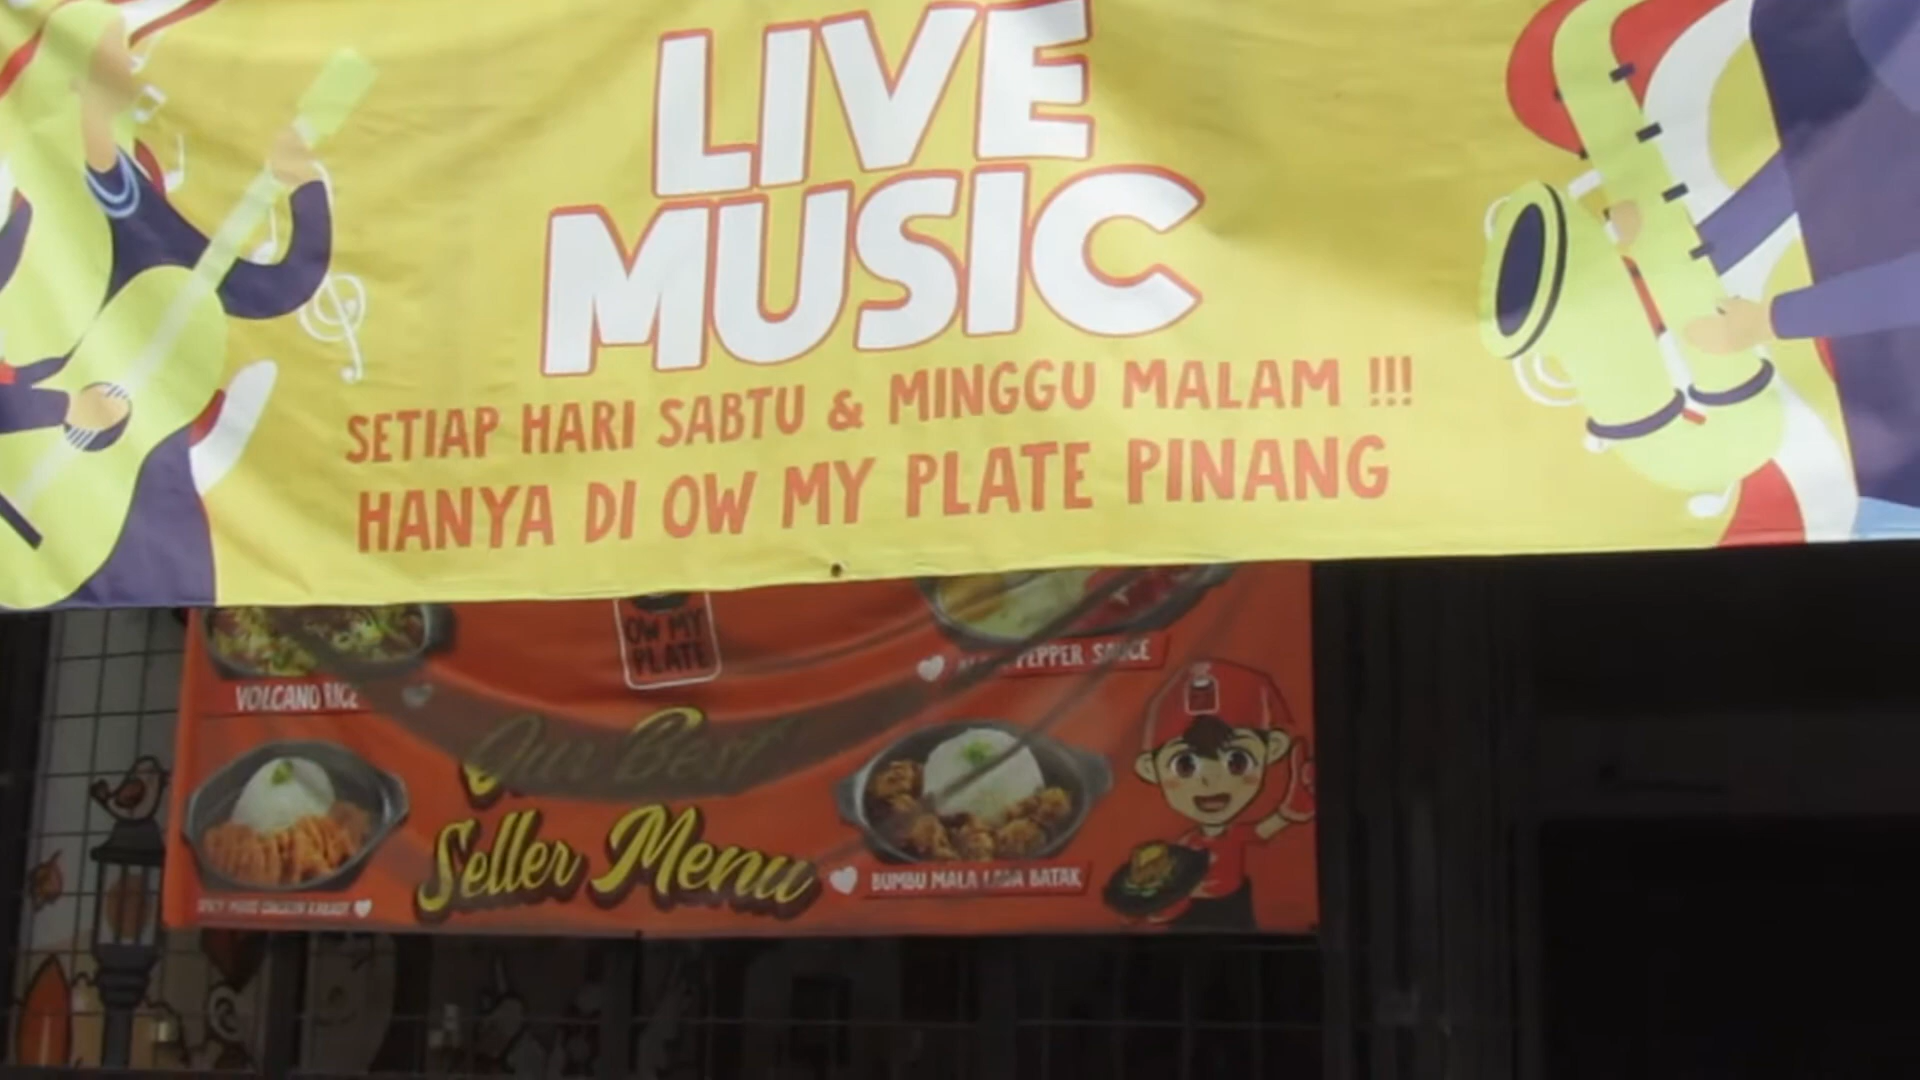 LIVE
MUSIC
SETIAP HARI SABTU & MINGGU MALAM !!!
HANYA DI OW MY PLATE PINANG
OW MY
PLATE
PEPPER SAUCE
VOLCANO RICE
Our Best
Seller Menu
BUMBU MALA LADA BATAK